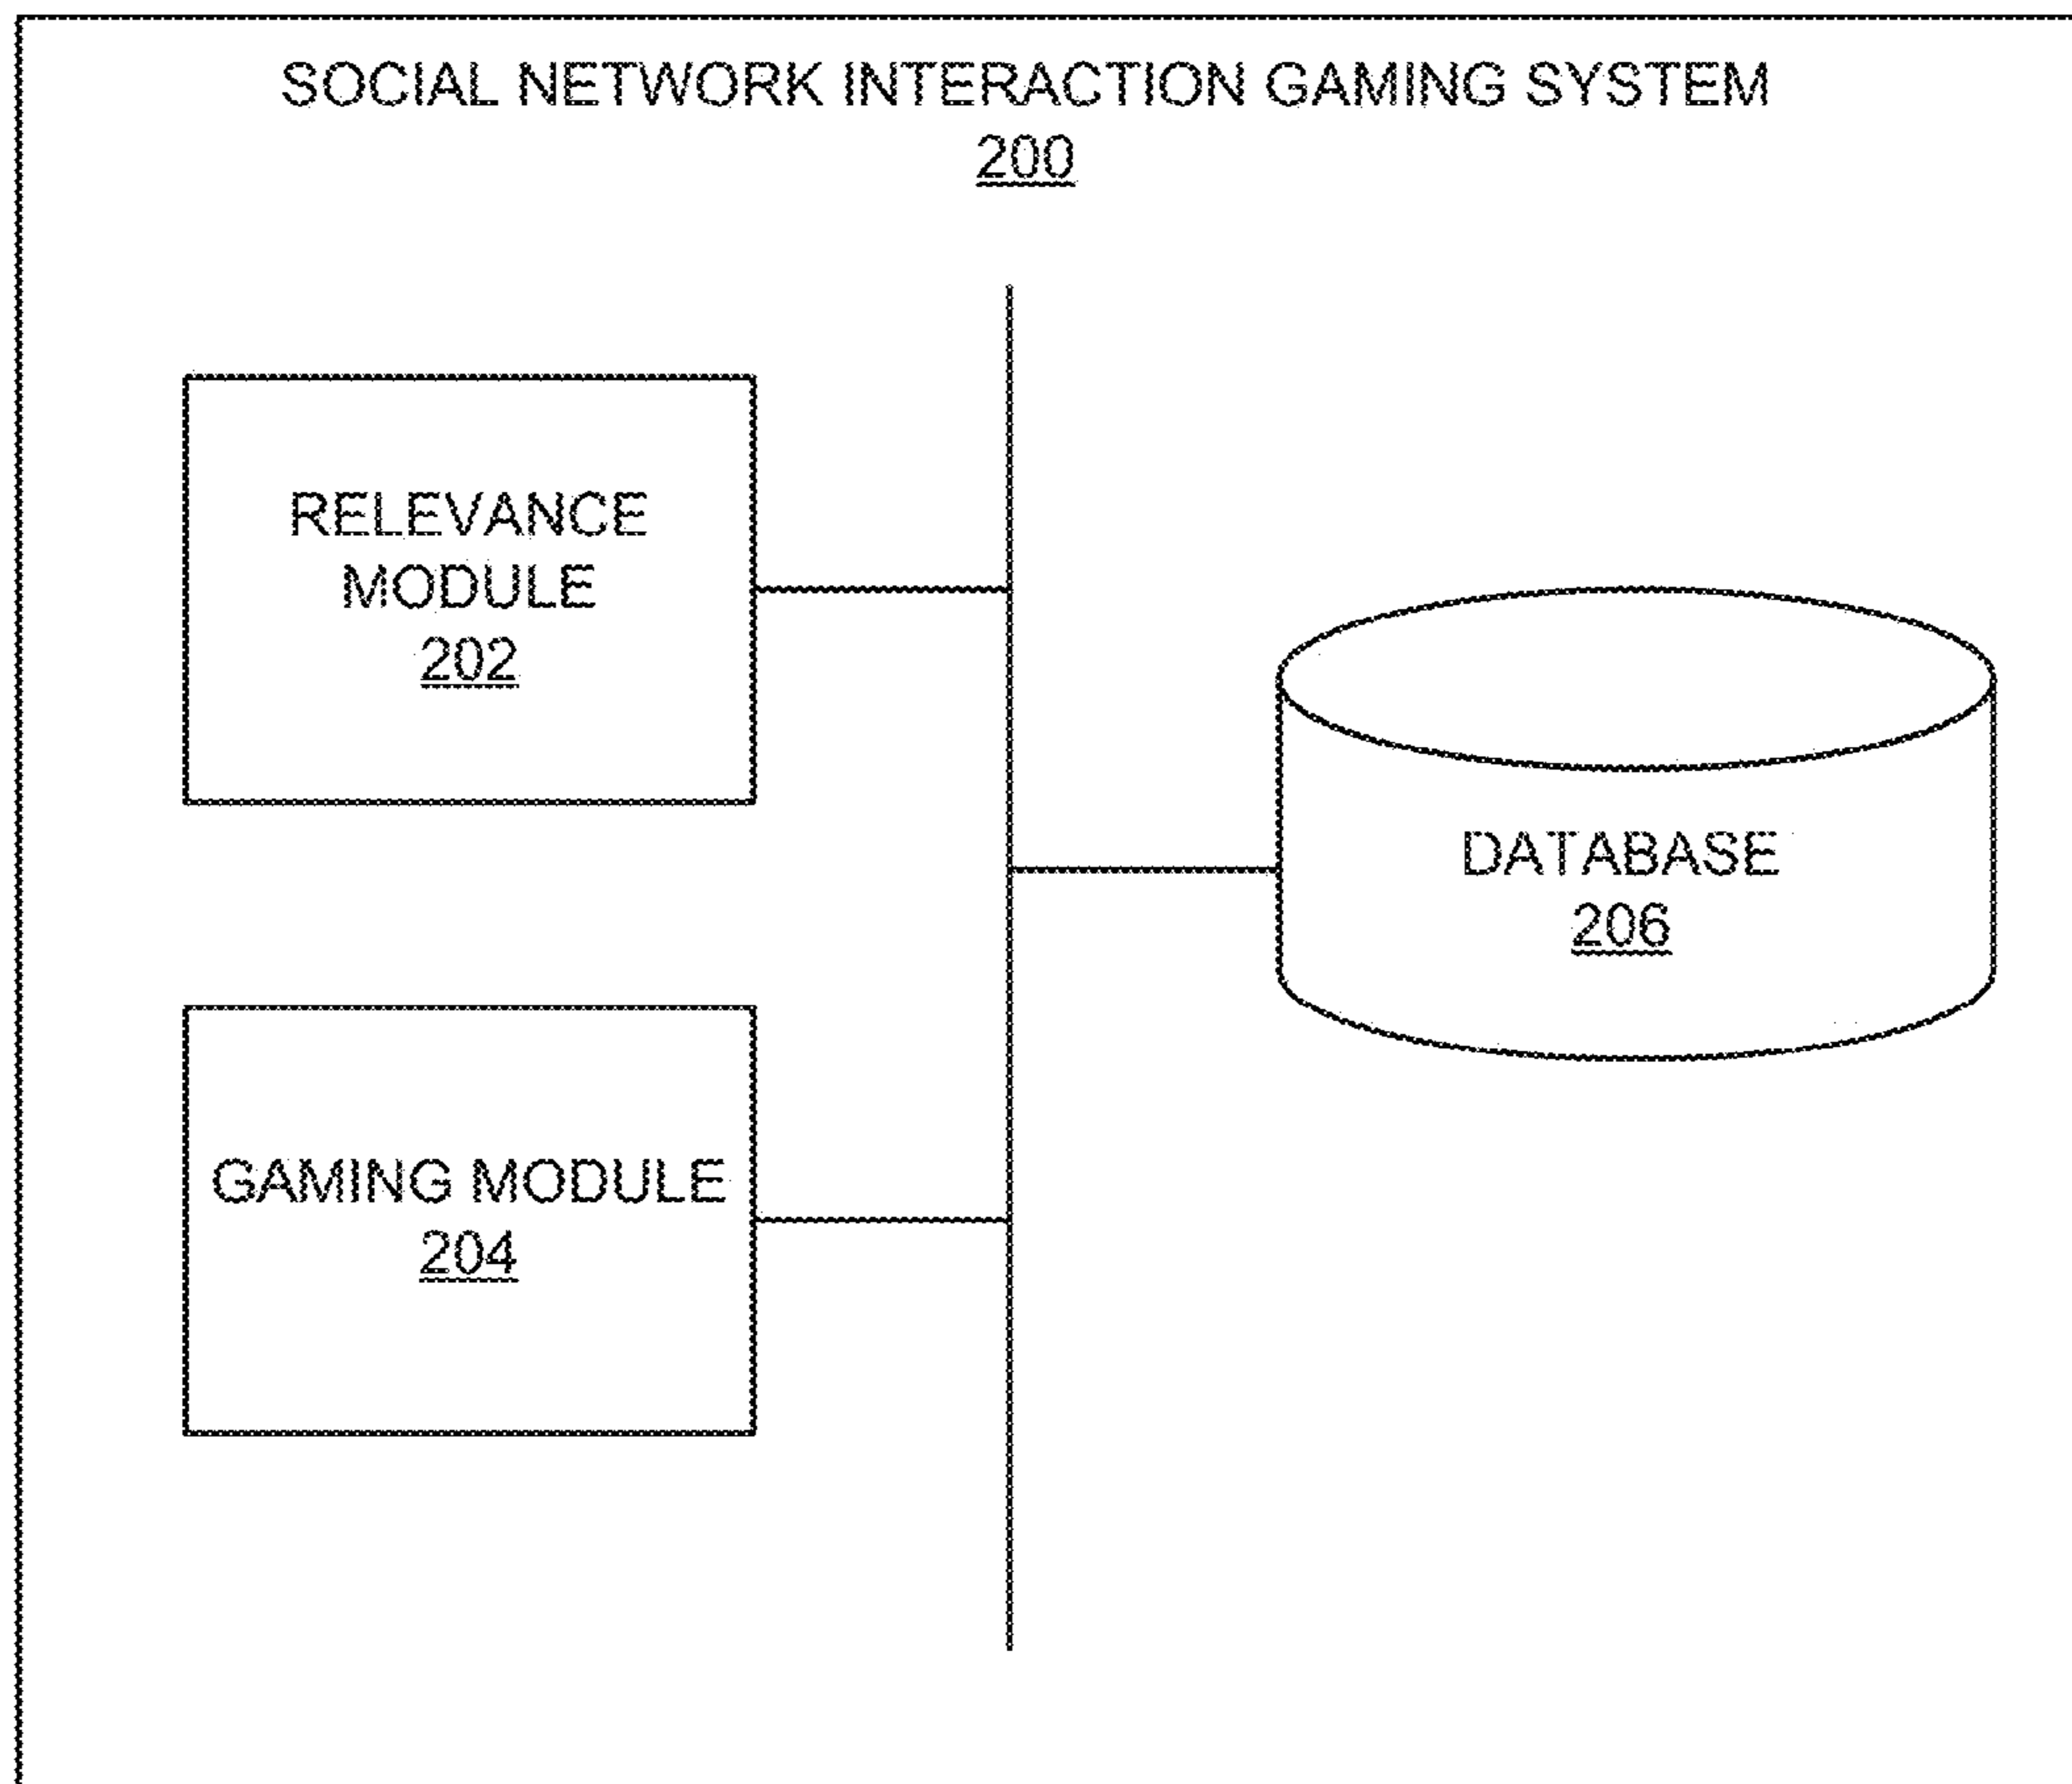 SOCIAL NETWORK INTERACTION GAMING SYSTEM
200
RELEVANCE
MODULE
202
DATABASE
206
GAMING MODULE
204